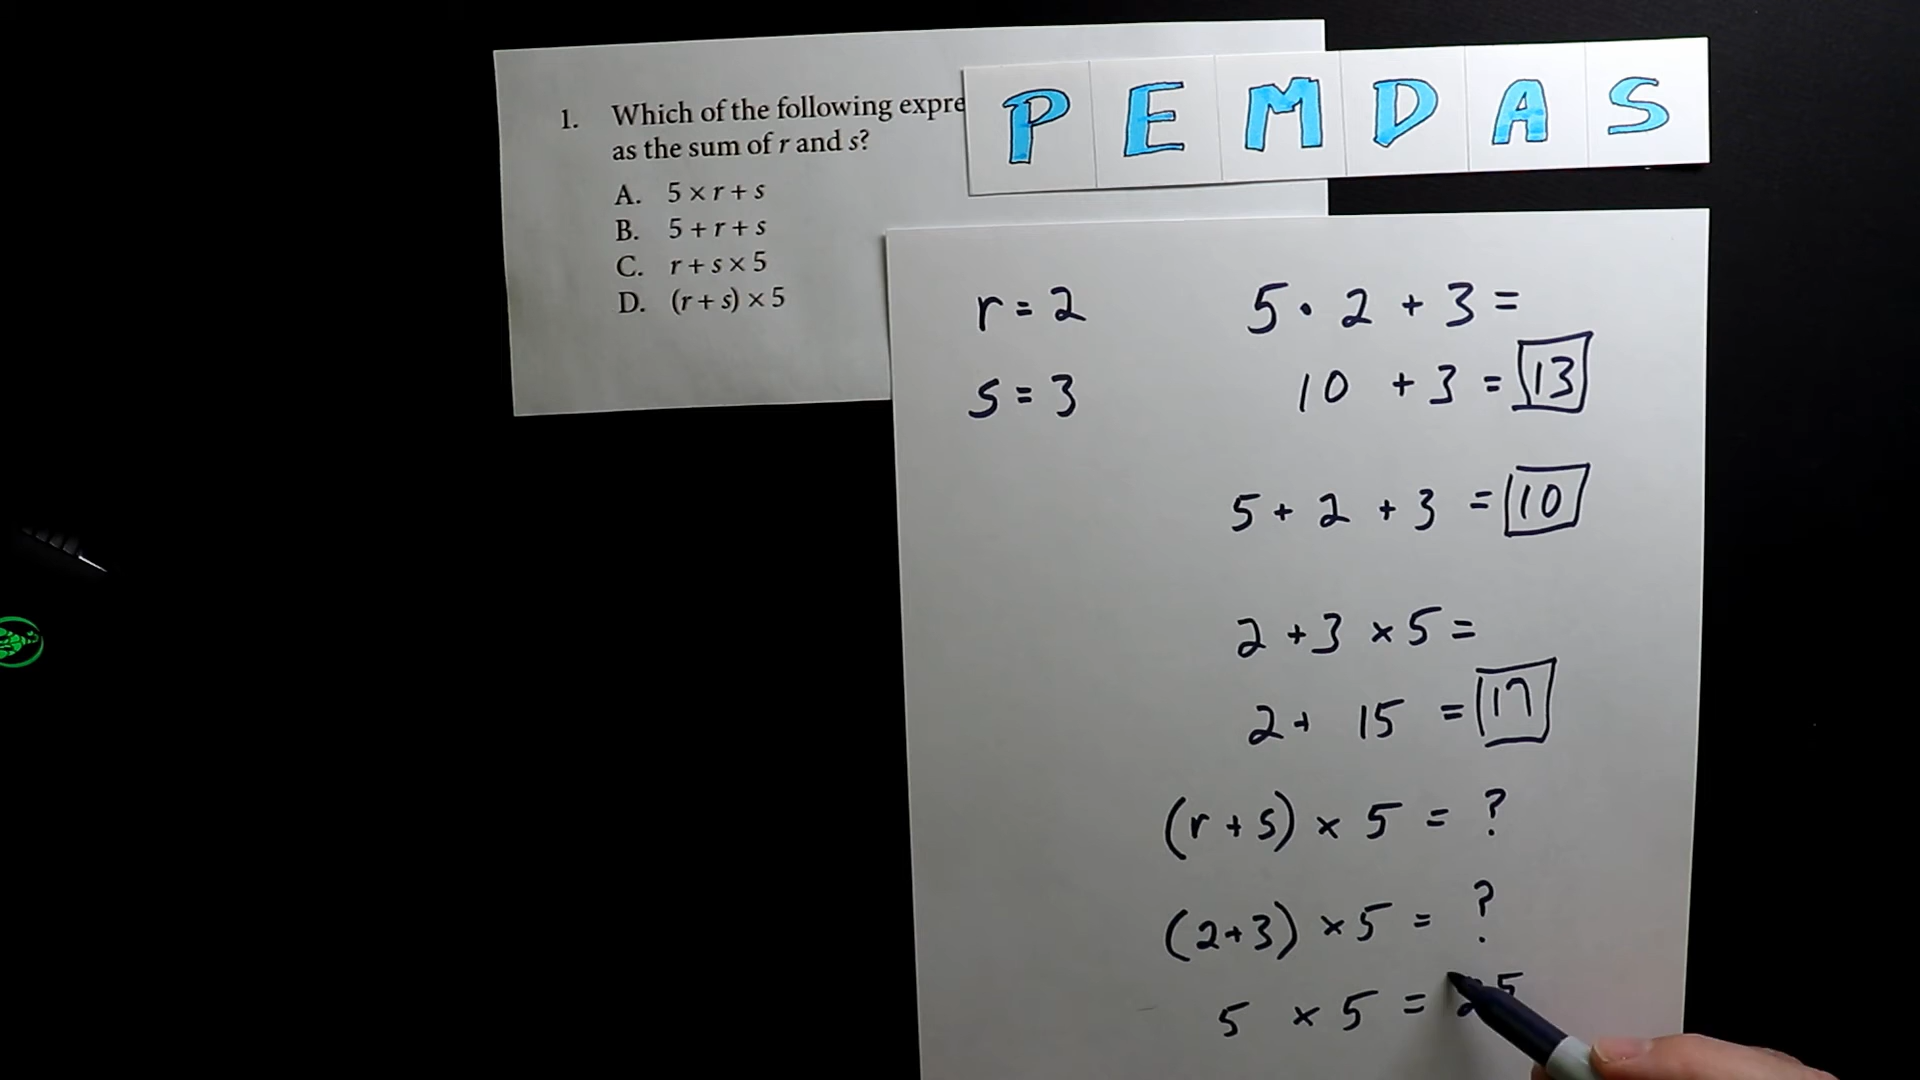 1. Which of the following expre
as the sum of r and s?
A. 5 × r + s
B. 5 + r + s
C. r + s × 5
D. (r + s) × 5
P E M D A S
r = 2
s = 3
5 · 2 + 3 =
10 + 3 = 13
5 + 2 + 3 = 10
2 + 3 × 5 =
2 + 15 = 17
(r + s) × 5 = ?
(2+3) × 5 = ?
5 × 5 = 25